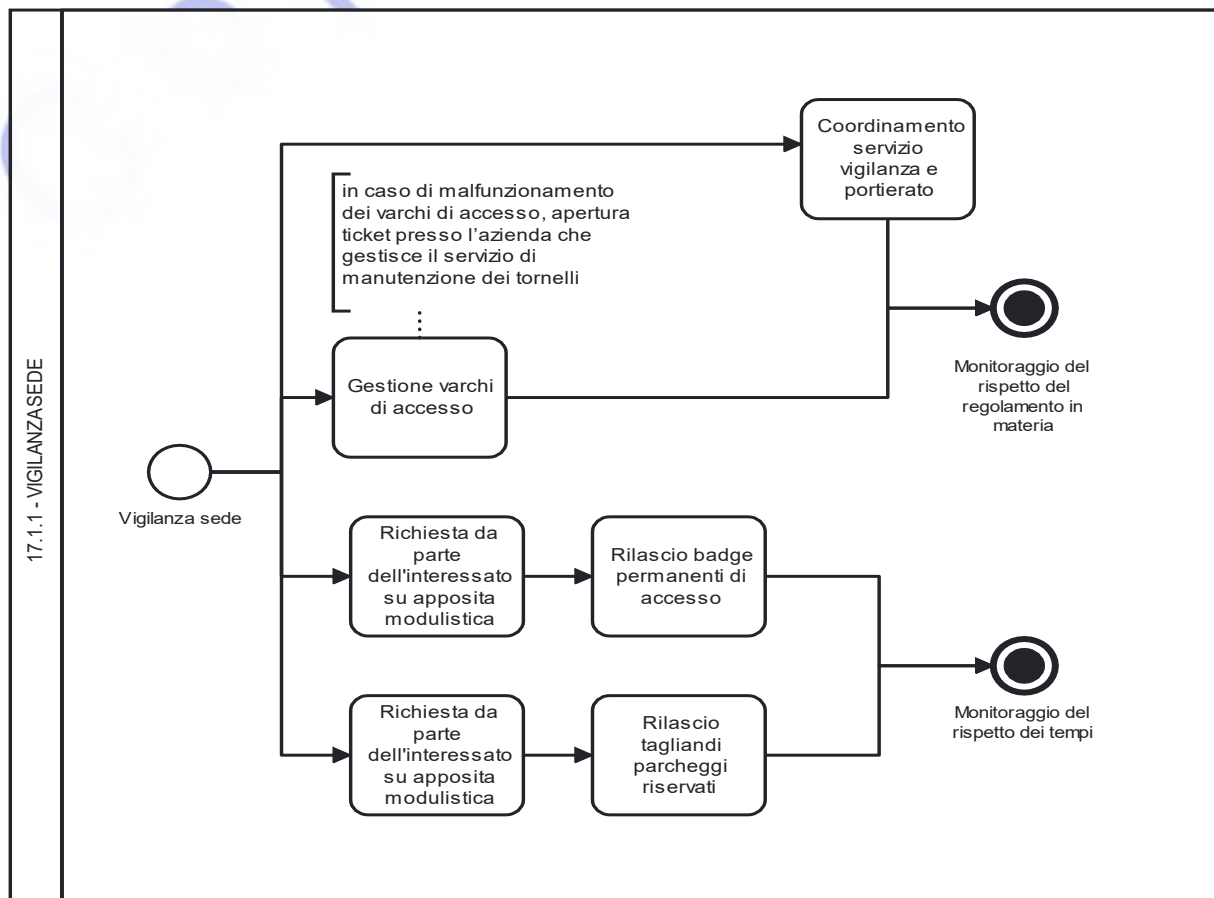 17.1.1 - VIGILANZA SEDE
Coordinamento
servizio
vigilanza e
portierato
in caso di malfunzionamento
dei varchi di accesso, apertura
ticket presso l'azienda che
gestisce il servizio di
manutenzione dei tornelli
Gestione varchi
di accesso
Monitoraggio del
rispetto del
regolamento in
materia
Vigilanza sede
Richiesta da
parte
dell'interessato
su apposita
modulistica
Rilascio badge
permanenti di
accesso
Richiesta da
parte
dell'interessato
su apposita
modulistica
Rilascio
tagliandi
parcheggi
riservati
Monitoraggio del
rispetto dei tempi